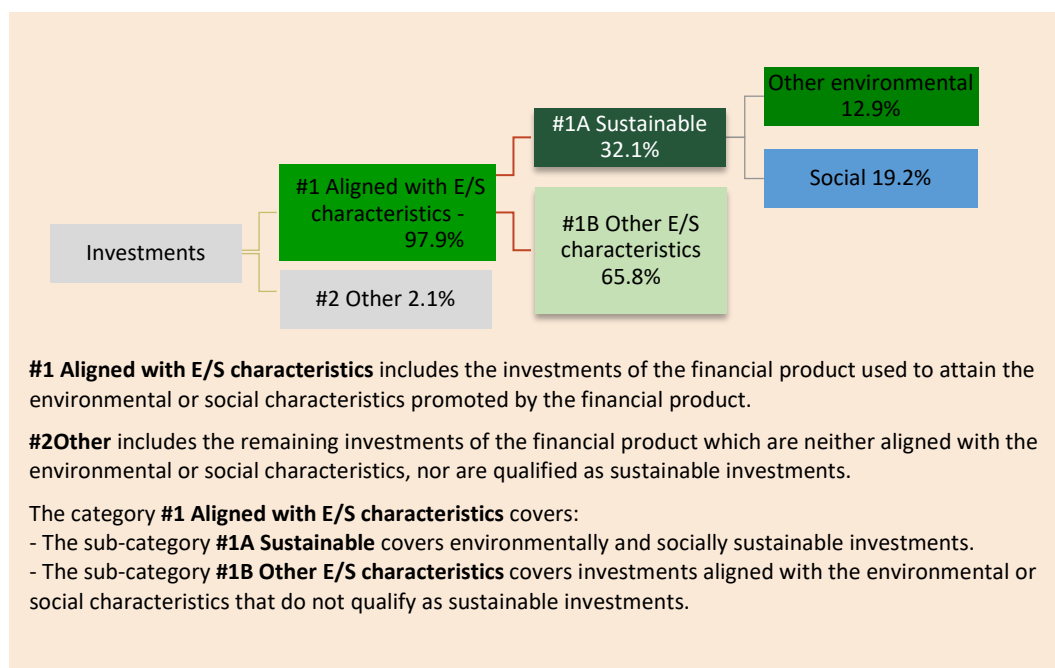 Other environmental
12.9%
#1A Sustainable
32.1%
Social 19.2%
#1 Aligned with E/S
characteristics -
97.9%
#1B Other E/S
characteristics
65.8%
Investments
#2 Other 2.1%
#1 Aligned with E/S characteristics includes the investments of the financial product used to attain the
environmental or social characteristics promoted by the financial product.
#2Other includes the remaining investments of the financial product which are neither aligned with the
environmental or social characteristics, nor are qualified as sustainable investments.
The category #1 Aligned with E/S characteristics covers:
- The sub-category #1A Sustainable covers environmentally and socially sustainable investments.
- The sub-category #1B Other E/S characteristics covers investments aligned with the environmental or
social characteristics that do not qualify as sustainable investments.